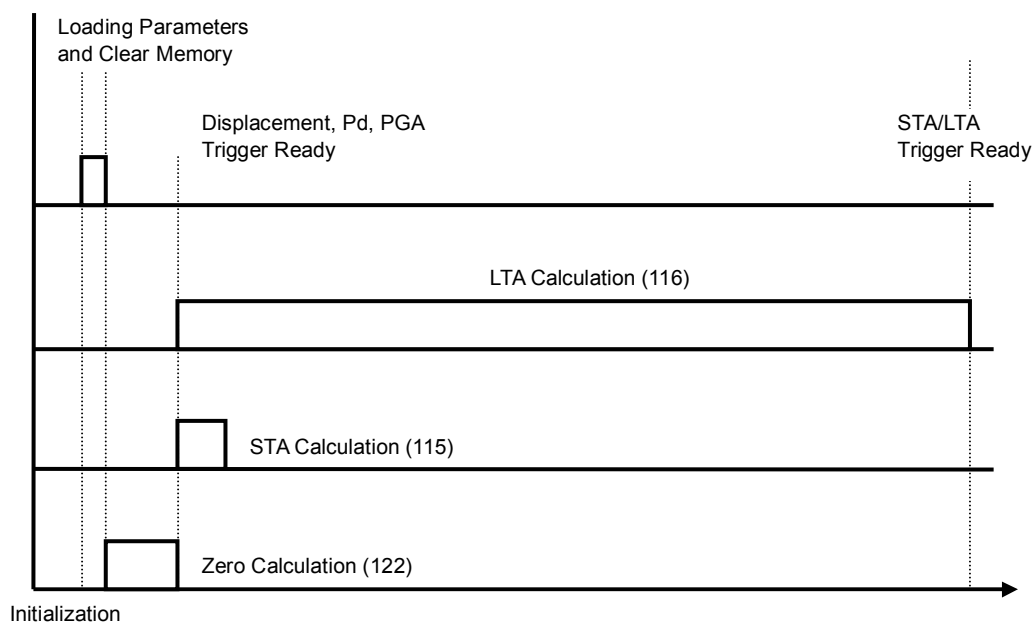 Loading Parameters
and Clear Memory
Displacement, Pd, PGA
Trigger Ready
STA/LTA
Trigger Ready
LTA Calculation (116)
STA Calculation (115)
Zero Calculation (122)
Initialization